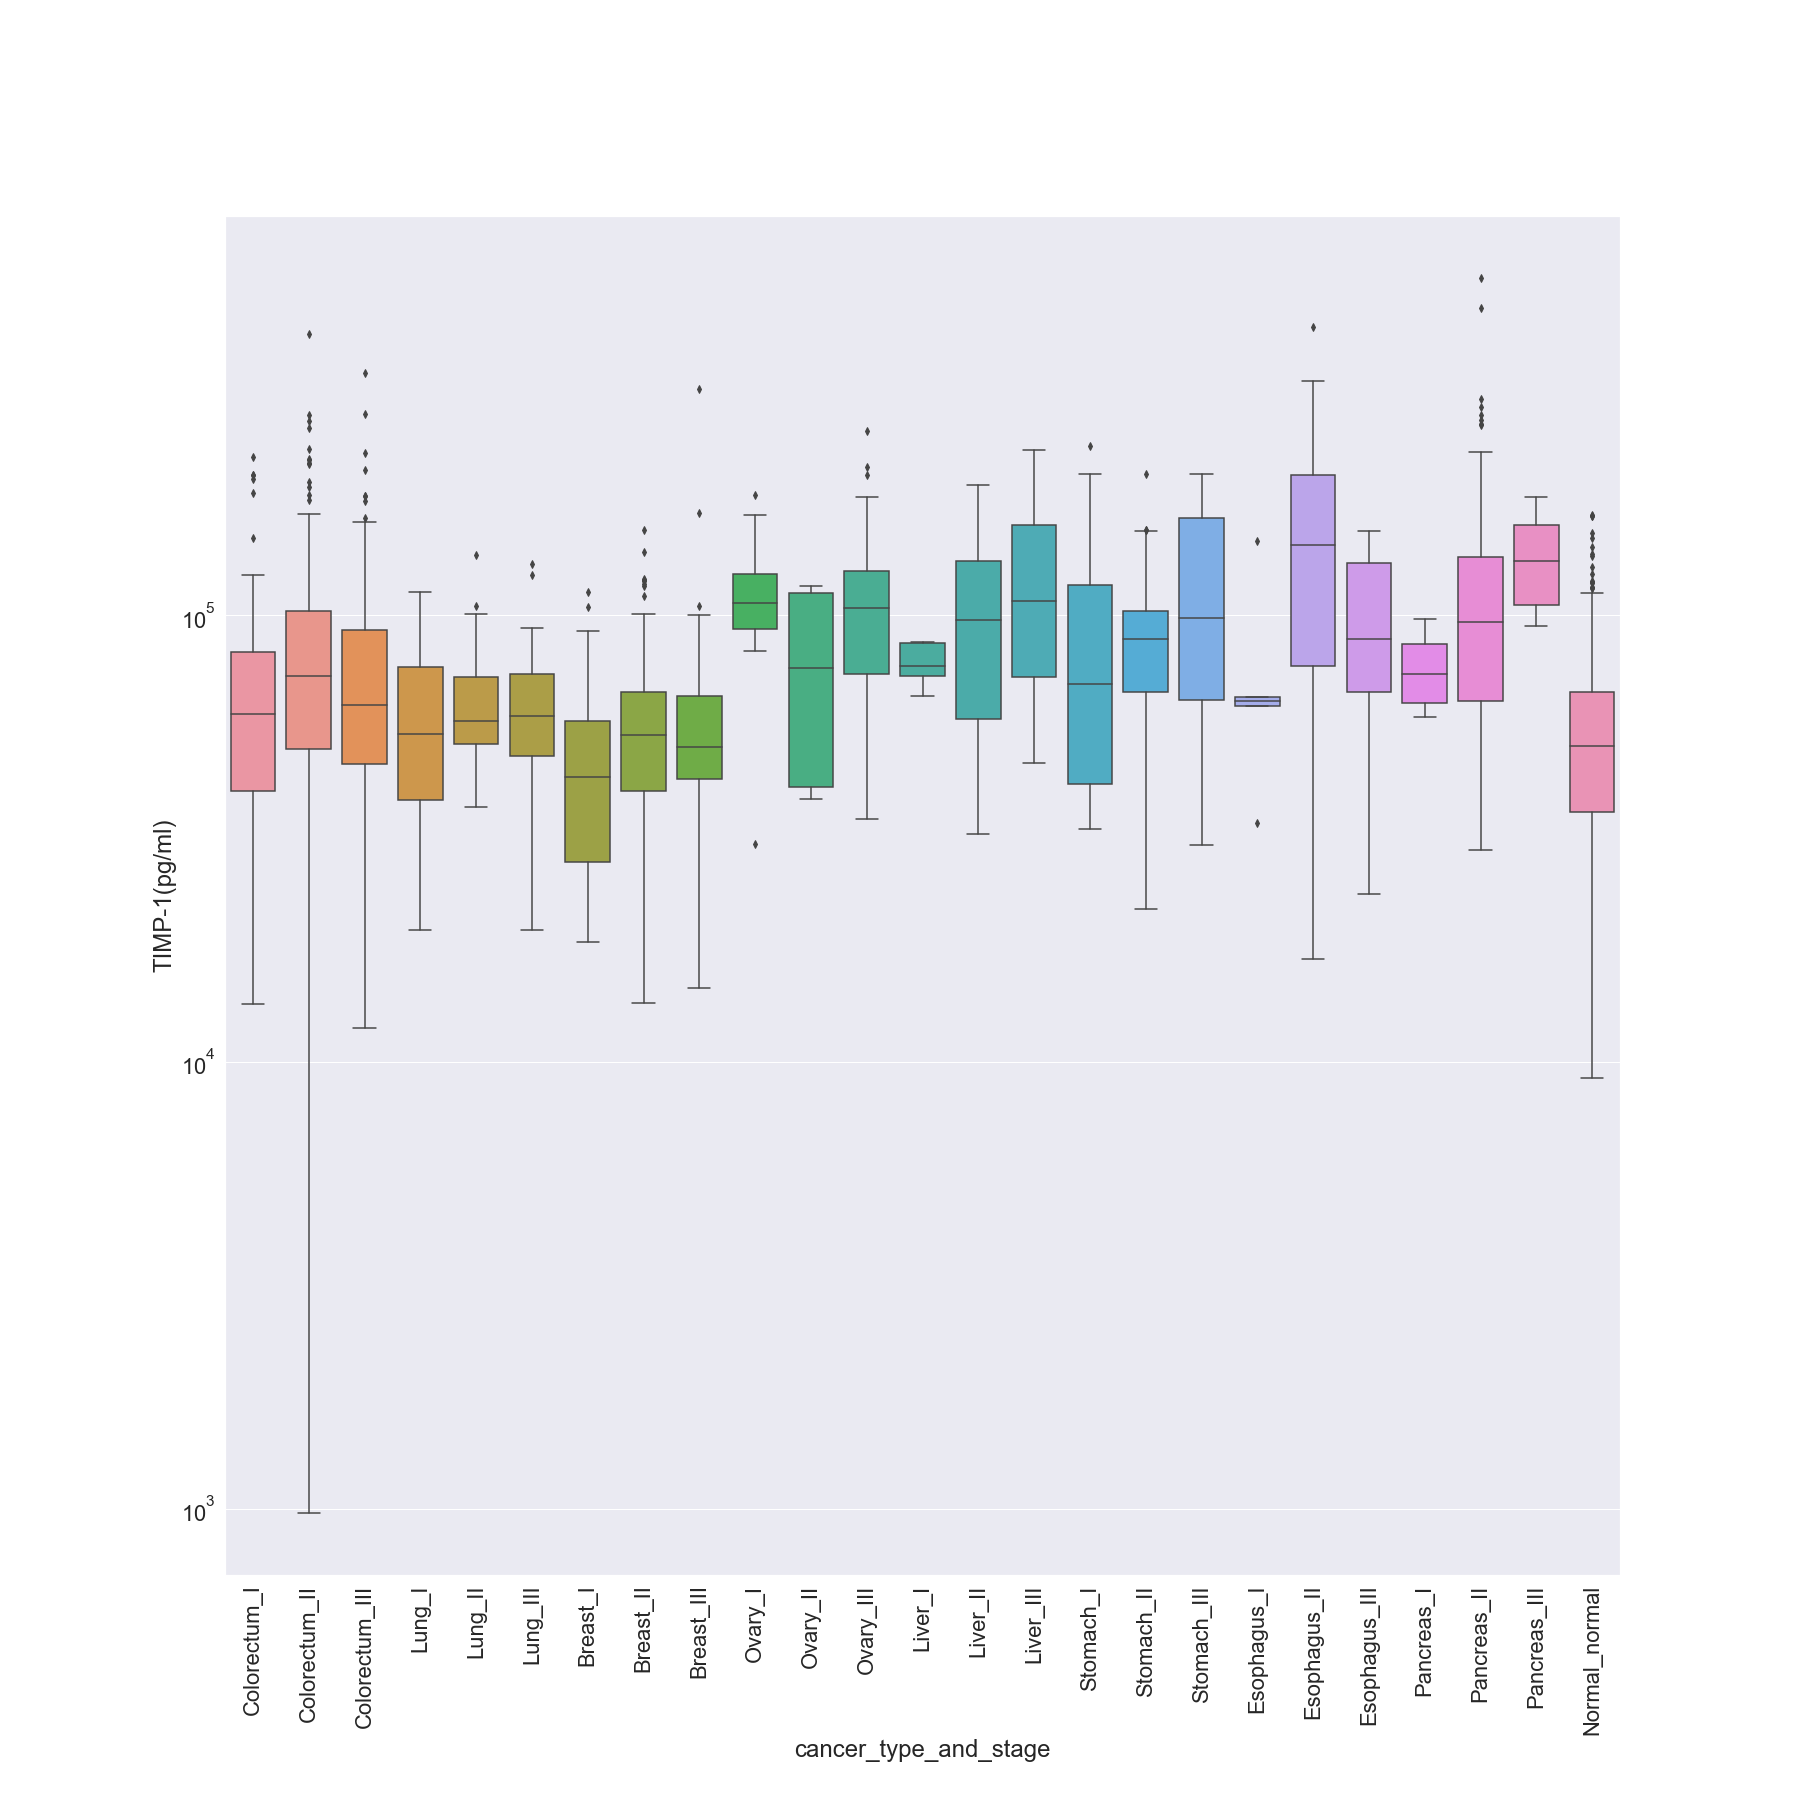 TIMP-1(pg/ml)
10^5
10^4
10^3
Colorectum_I
Colorectum_II
Colorectum_III
Lung_I
Lung_II
Lung_III
Breast_I
Breast_II
Breast_III
Ovary_I
Ovary_II
Ovary_III
Liver_I
Liver_II
Liver_III
Stomach_I
Stomach_II
Stomach_III
Esophagus_I
Esophagus_II
Esophagus_III
Pancreas_I
Pancreas_II
Pancreas_III
Normal_normal
cancer_type_and_stage